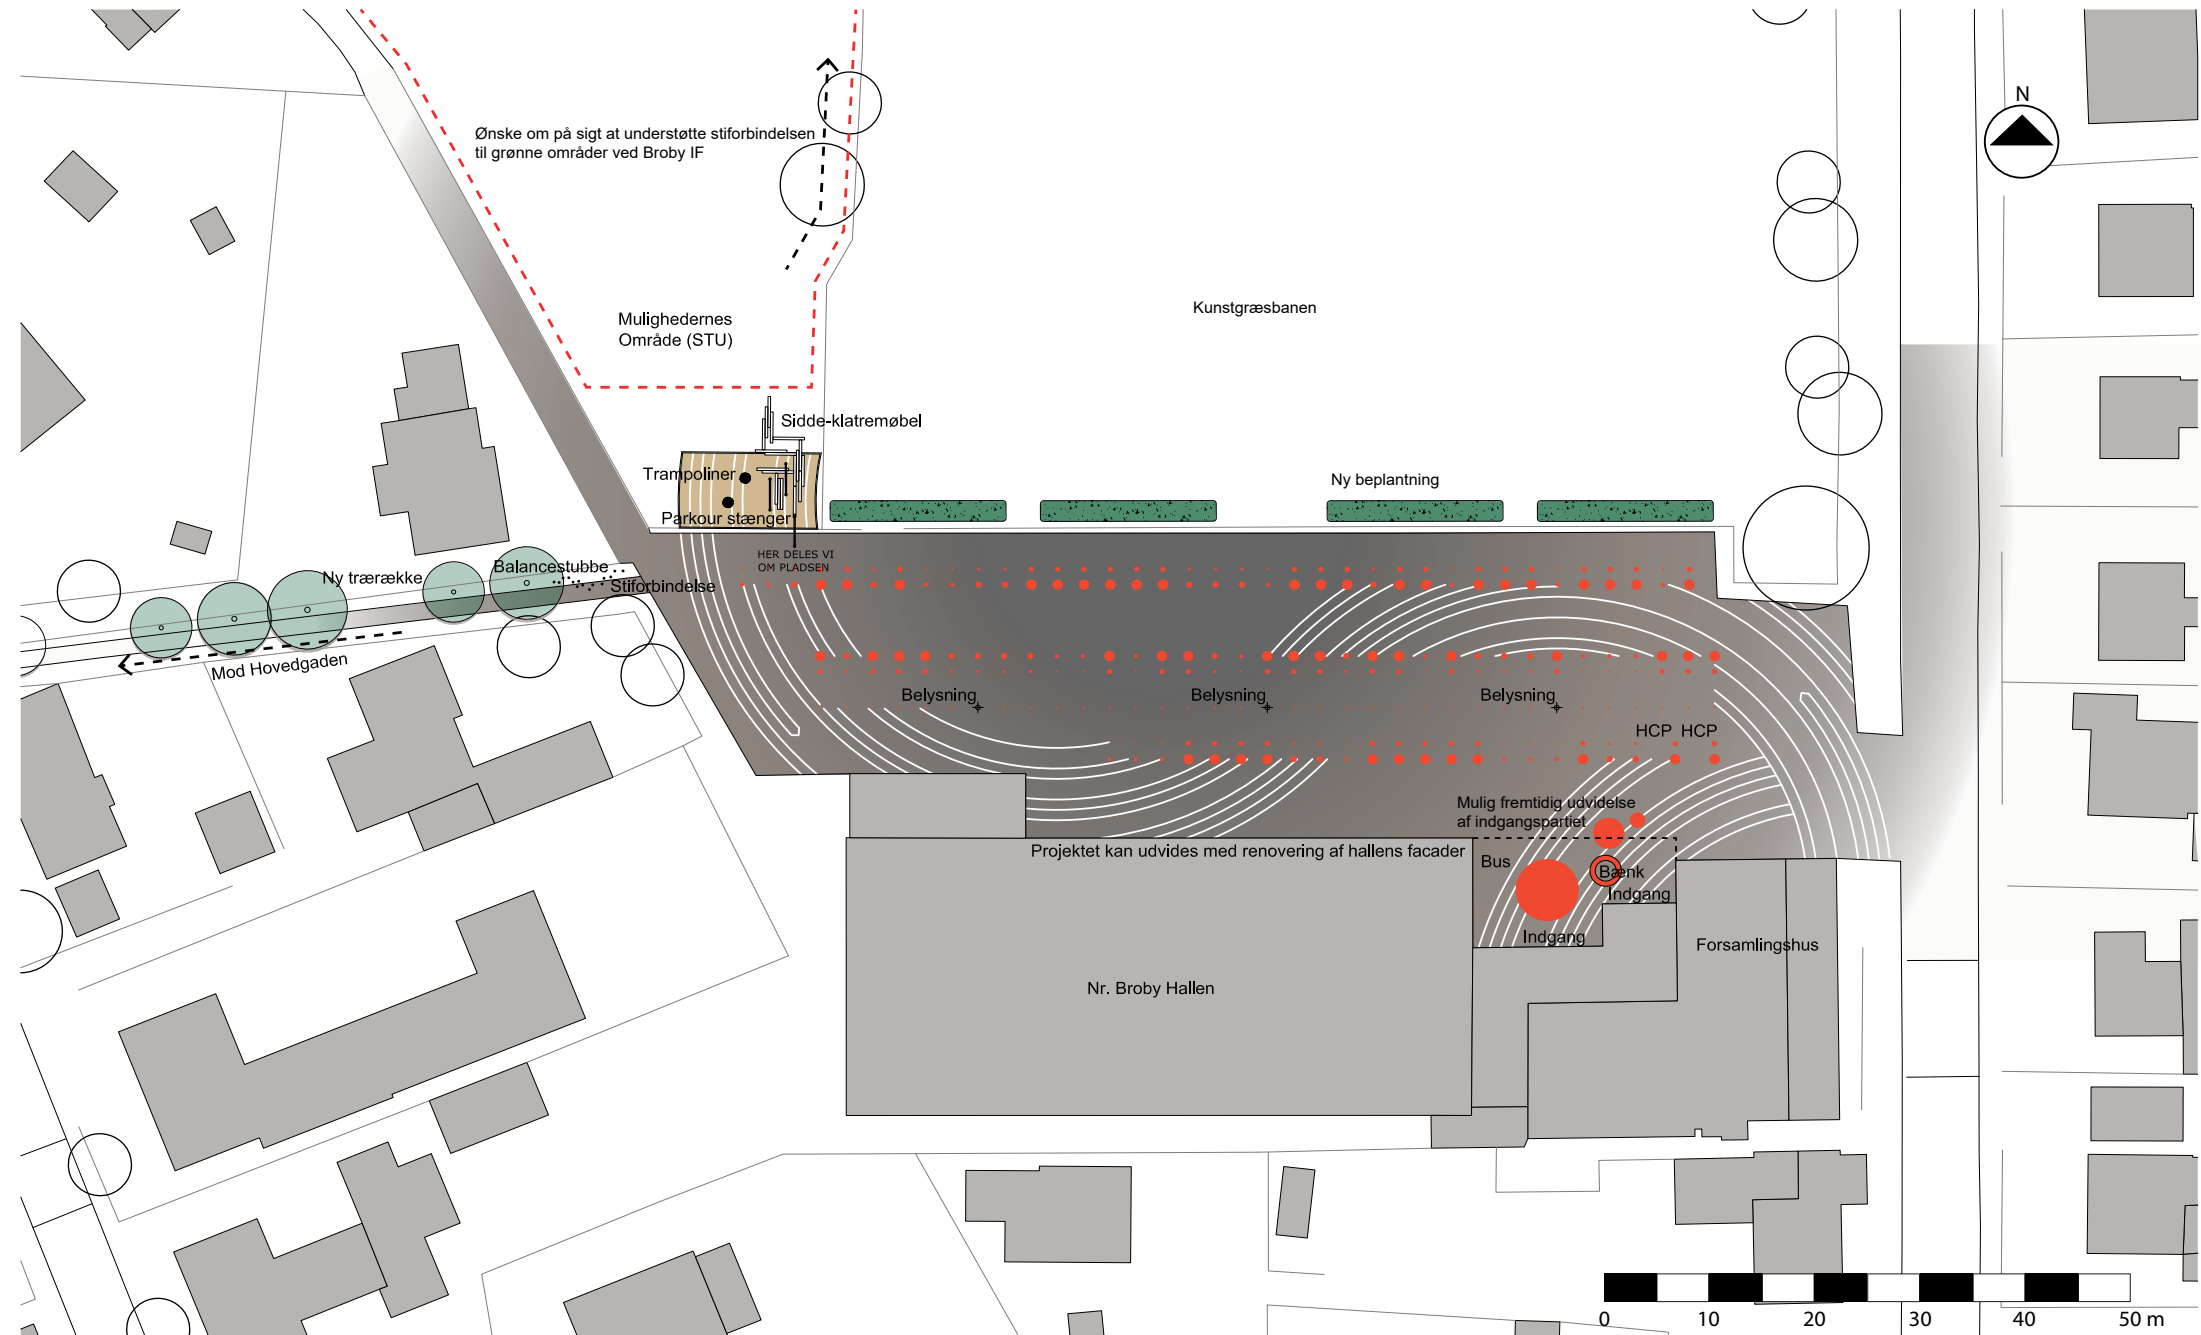 N
Ønske om på sigt at understøtte stiforbindelsen
til grønne områder ved Broby IF
Kunstgræsbanen
Mulighedernes
Område (STU)
Sidde-klatremøbel
Trampoliner
Ny beplantning
Parkour stænger
HER DELES VI
OM PLADSEN
Balancestubbe
Ny trærække
Stiforbindelse
Mod Hovedgaden
Belysning
Belysning
Belysning
HCP HCP
Mulig fremtidig udvidelse
af indgangspartiet
Projektet kan udvides med renovering af hallens facader
Bus
Bænk
Indgang
Indgang
Forsamlingshus
Nr. Broby Hallen
0 10 20 30 40 50 m